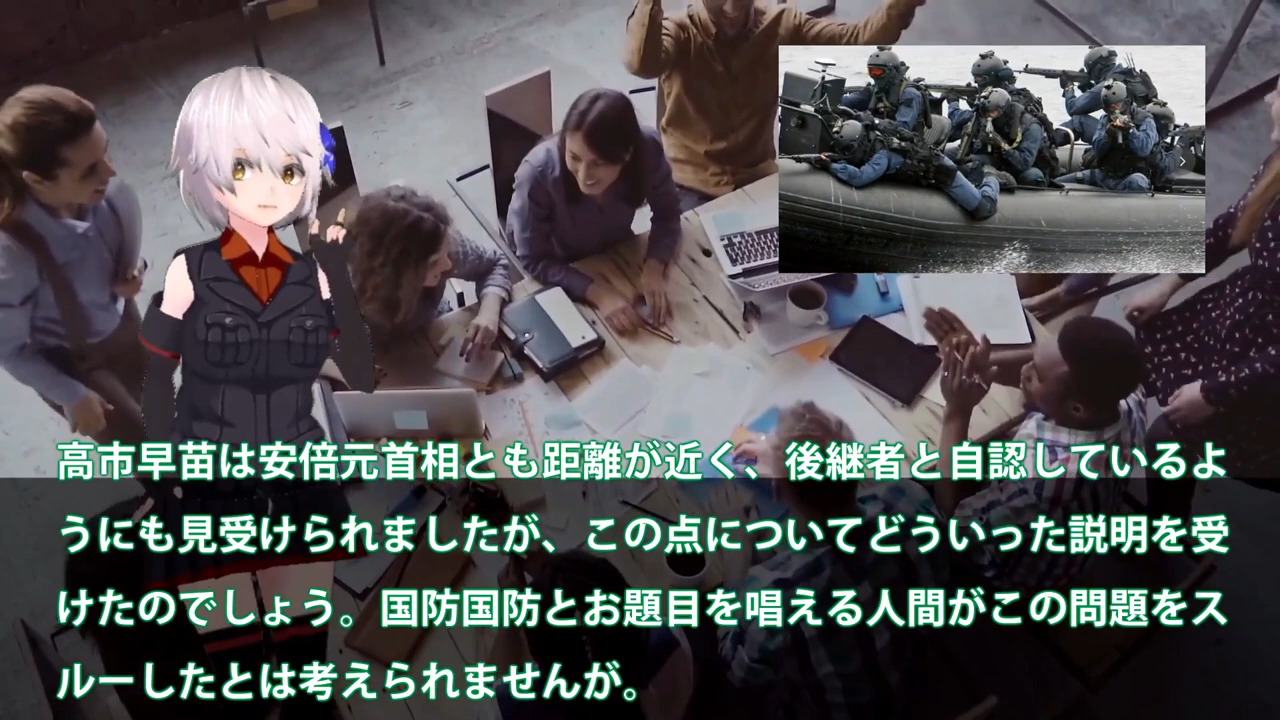 高市早苗は安倍元首相とも距離が近く、後継者と自認しているよ
うにも見受けられましたが、この点についてどういった説明を受
けたのでしょう。国防国防とお題目を唱える人間がこの問題をス
ルーしたとは考えられませんが。